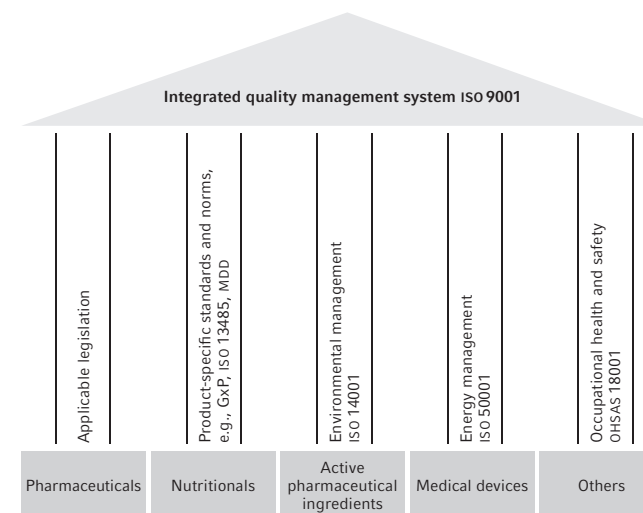 Integrated quality management system ISO 9001
Applicable legislation
Product-specific standards and norms,
e.g., GxP, ISO 13485, MDD
Environmental management
ISO 14001
Energy management
ISO 50001
Occupational health and safety
OHSAS 18001
Pharmaceuticals
Nutritionals
Active
pharmaceutical
ingredients
Medical devices
Others